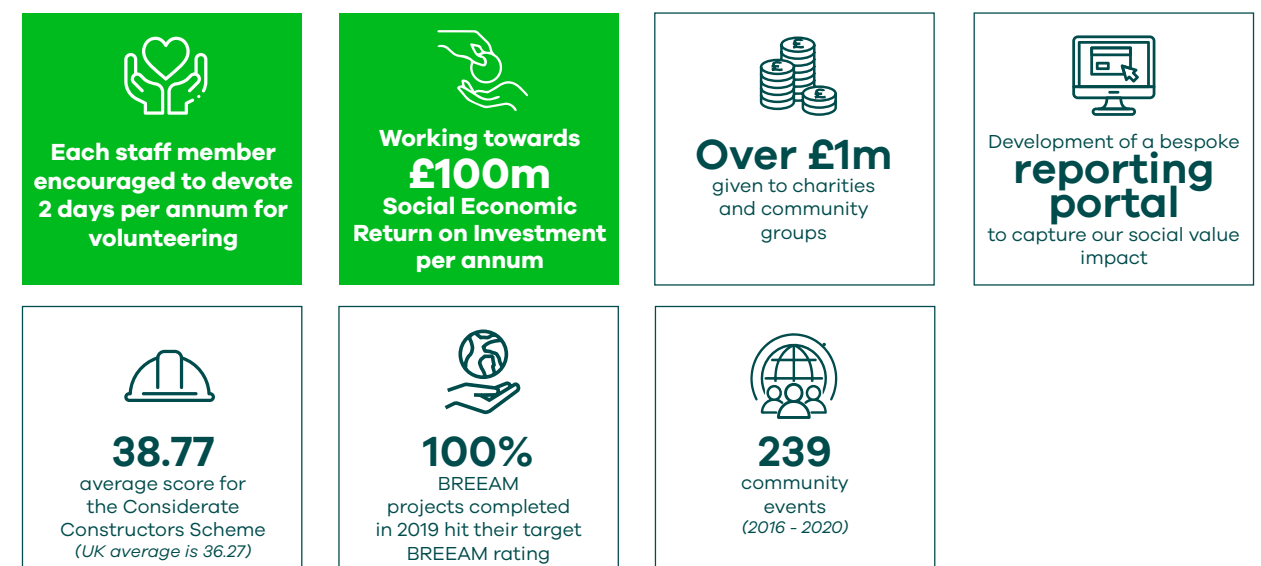 Each staff member
encouraged to devote
2 days per annum for
volunteering
Working towards
£100m
Social Economic
Return on Investment
per annum
£
£
£
Over £1m
given to charities
and community
groups
Development of a bespoke
reporting
portal
to capture our social value
impact
38.77
average score for
the Considerate
Constructors Scheme
(UK average is 36.27)
100%
BREEAM
projects completed
in 2019 hit their target
BREEAM rating
239
community
events
(2016 - 2020)